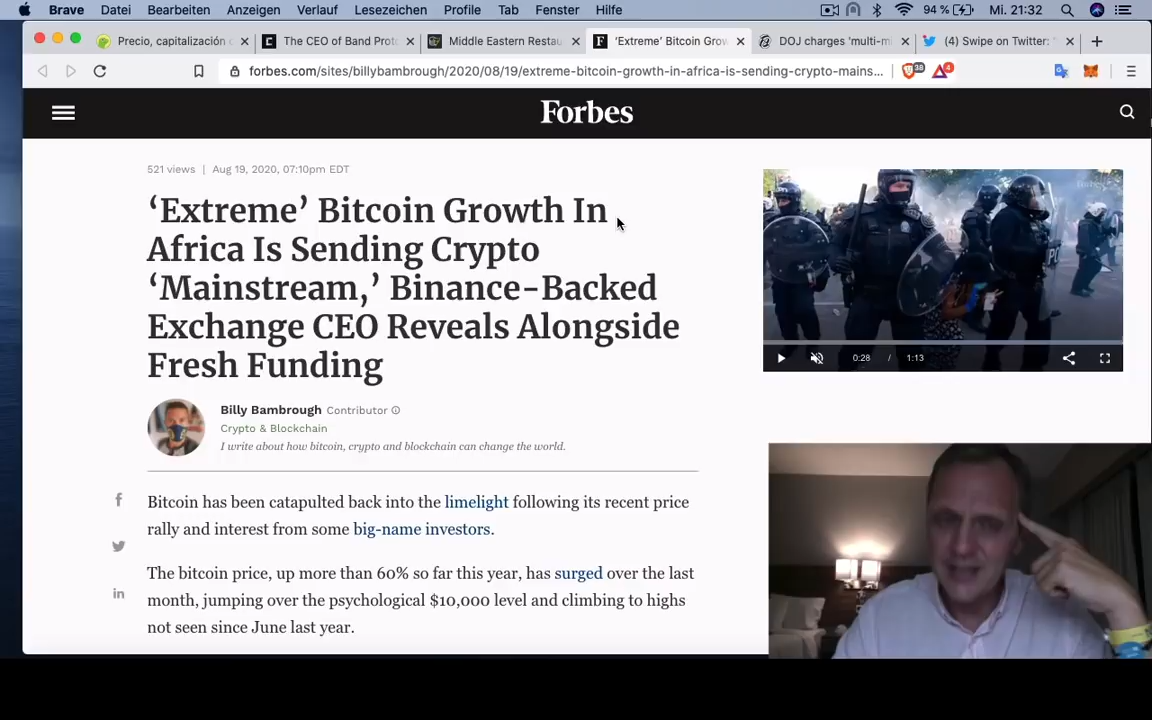 Brave Datei Bearbeiten Anzeigen Verlauf Lesezeichen Profile Tab Fenster Hilfe 94 % Mi. 21:32
Precio, capitalización The CEO of Band Prot Middle Eastern Restau 'Extreme' Bitcoin Grow DOJ charges 'multi-mi (4) Swipe on Twitter:
forbes.com/sites/billybambrough/2020/08/19/extreme-bitcoin-growth-in-africa-is-sending-crypto-mains... 38 4
Forbes
521 views | Aug 19, 2020, 07:10pm EDT
‘Extreme’ Bitcoin Growth In
Africa Is Sending Crypto
‘Mainstream,’ Binance-Backed
Exchange CEO Reveals Alongside
Fresh Funding
0:28 / 1:13
Billy Bambrough Contributor
Crypto & Blockchain
I write about how bitcoin, crypto and blockchain can change the world.
Bitcoin has been catapulted back into the limelight following its recent price
rally and interest from some big-name investors.
The bitcoin price, up more than 60% so far this year, has surged over the last
month, jumping over the psychological $10,000 level and climbing to highs
not seen since June last year.